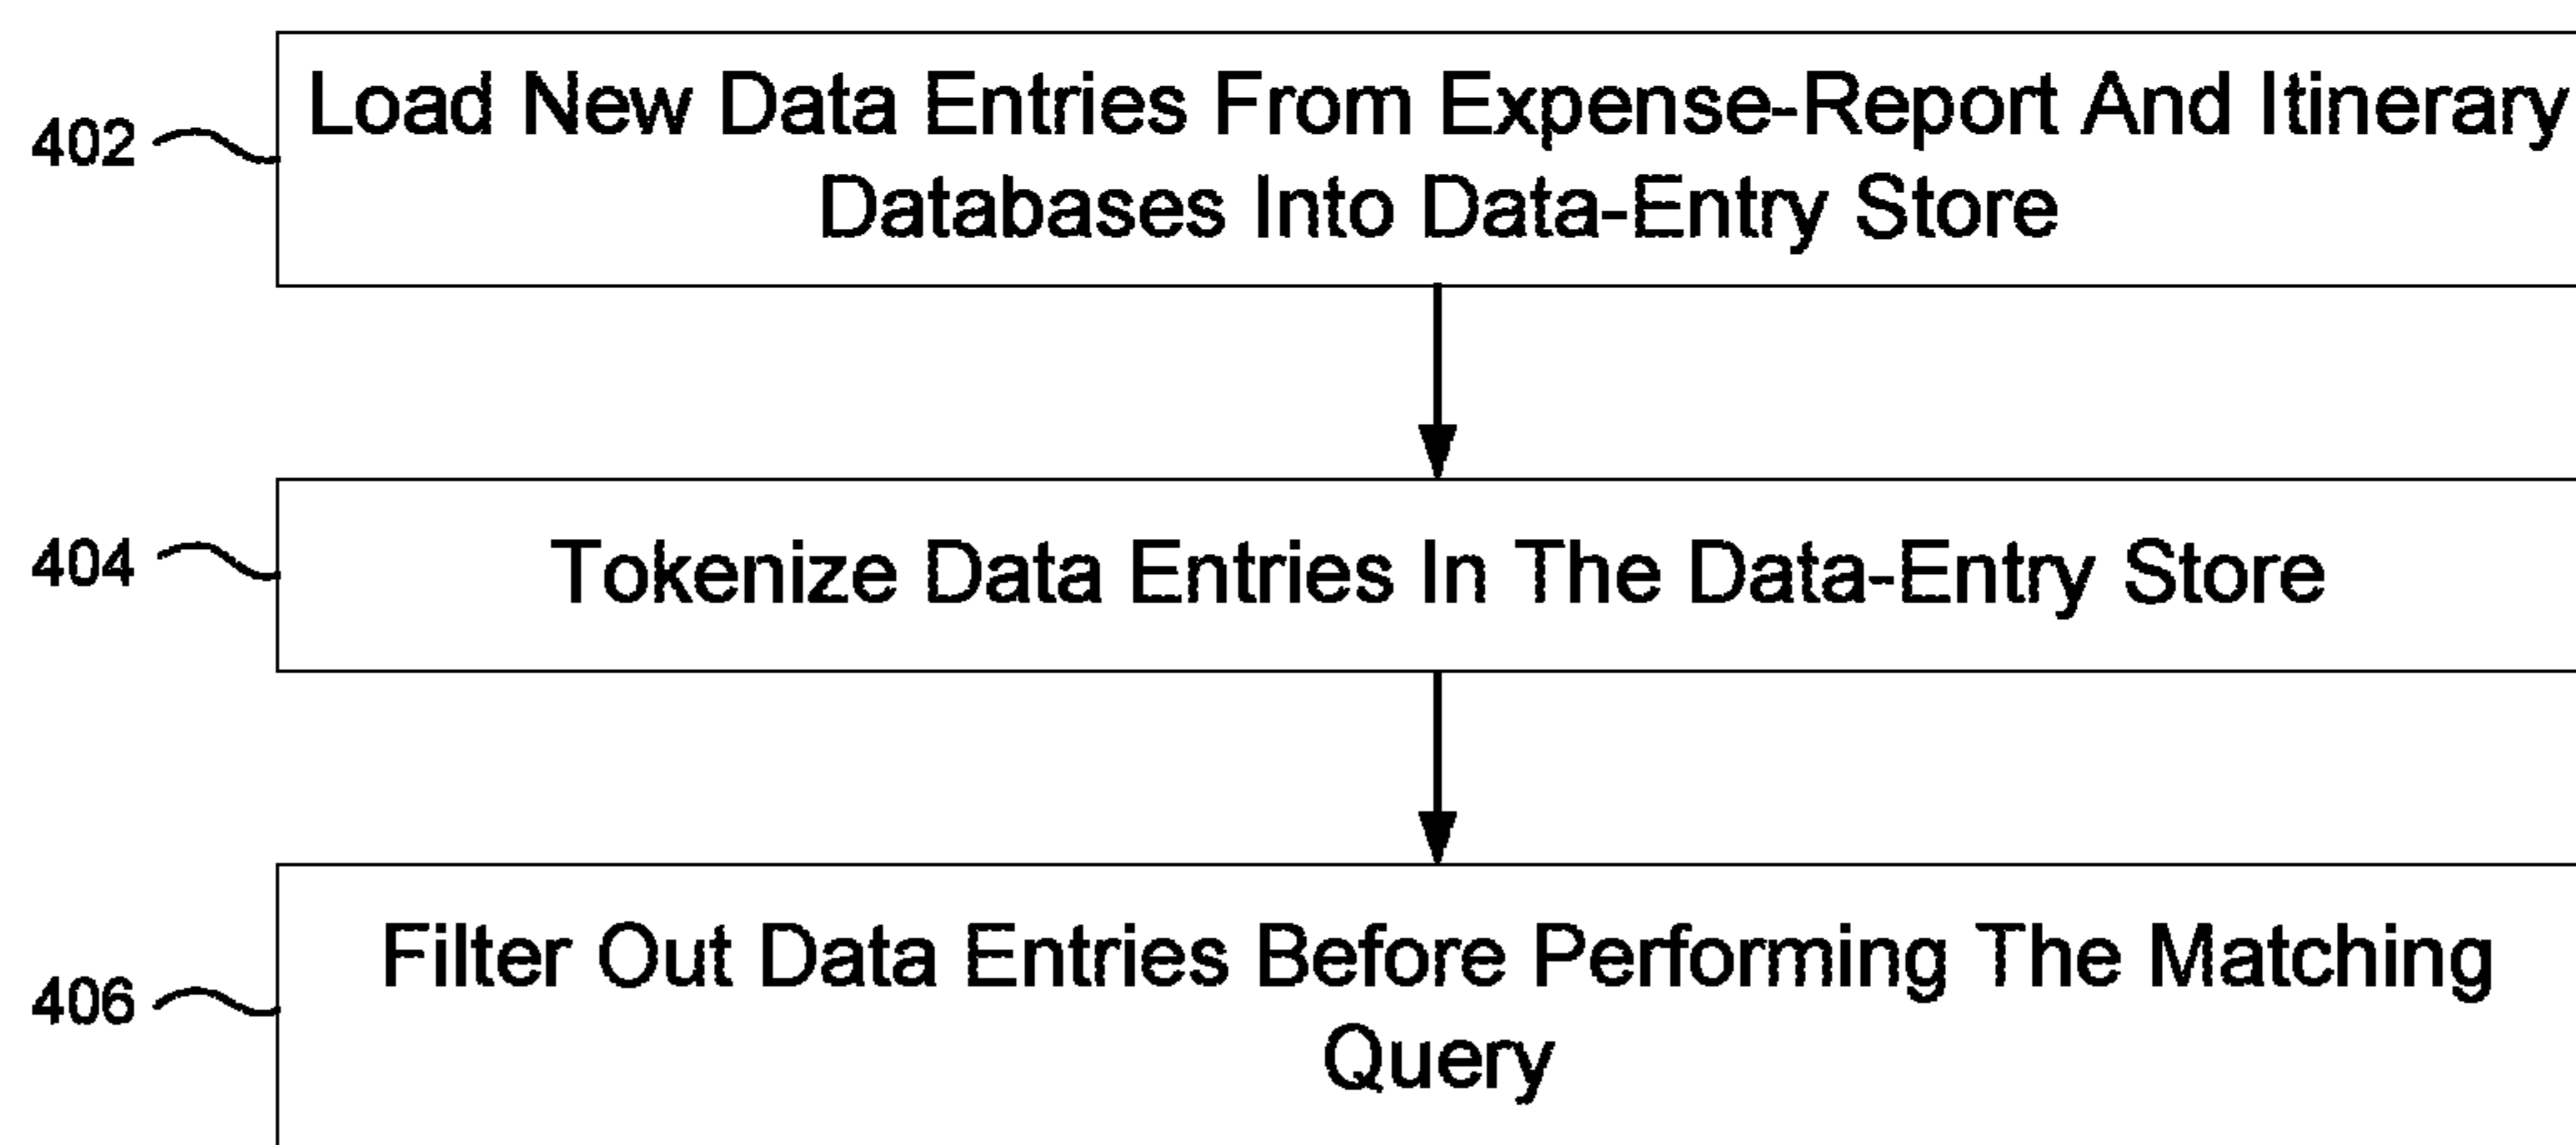 402
Load New Data Entries From Expense-Report And Itinerary
Databases Into Data-Entry Store
404
Tokenize Data Entries In The Data-Entry Store
406
Filter Out Data Entries Before Performing The Matching
Query